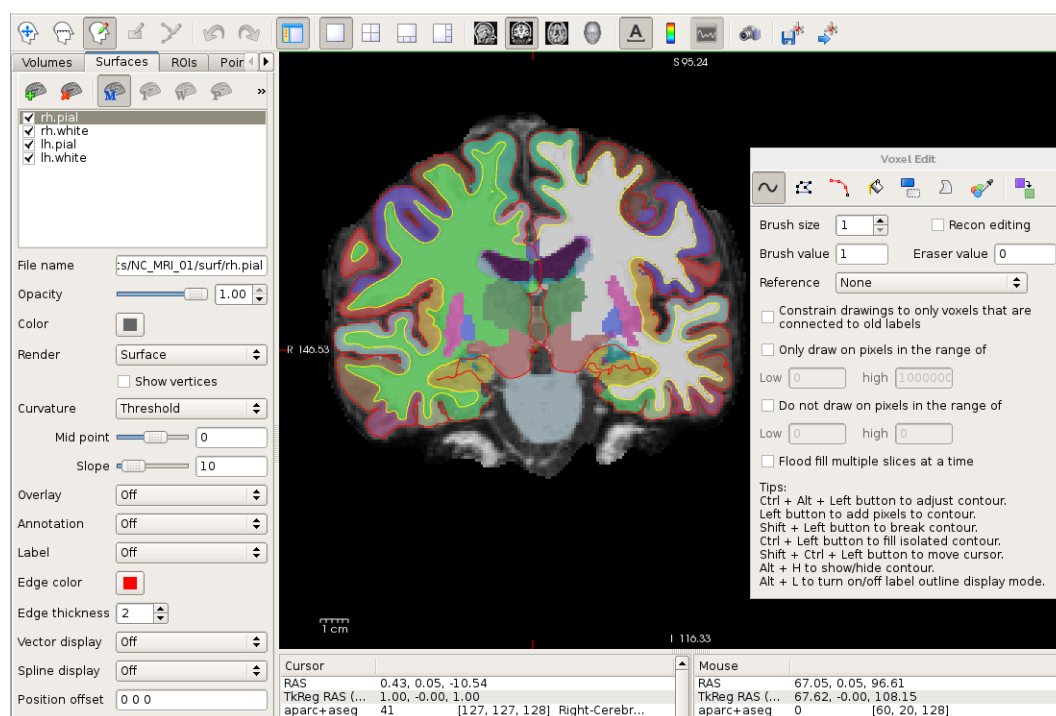 Volumes Surfaces ROIs Poir
M I W P »
rh.pial
rh.white
lh.pial
lh.white
File name :s/NC_MRI_01/surf/rh.pial
Opacity 1.00
Color
Render Surface
Show vertices
Curvature Threshold
Mid point 0
Slope 10
Overlay Off
Annotation Off
Label Off
Edge color
Edge thickness 2
Vector display Off
Spline display Off
Position offset 0 0 0
A
S 95.24
R 146.53
1 cm
I 116.33
Voxel Edit
Brush size 1 Recon editing
Brush value 1 Eraser value 0
Reference None
Constrain drawings to only voxels that are
connected to old labels
Only draw on pixels in the range of
Low 0 high 1000000
Do not draw on pixels in the range of
Low 0 high 0
Flood fill multiple slices at a time
Tips:
Ctrl + Alt + Left button to adjust contour.
Left button to add pixels to contour.
Shift + Left button to break contour.
Ctrl + Left button to fill isolated contour.
Shift + Ctrl + Left button to move cursor.
Alt + H to show/hide contour.
Alt + L to turn on/off label outline display mode.
Cursor
RAS 0.43, 0.05, -10.54
TkReg RAS (... 1.00, -0.00, 1.00
aparc+aseg 41 [127, 127, 128] Right-Cerebr...
Mouse
RAS 67.05, 0.05, 96.61
TkReg RAS (... 67.62, -0.00, 108.15
aparc+aseg 0 [60, 20, 128]